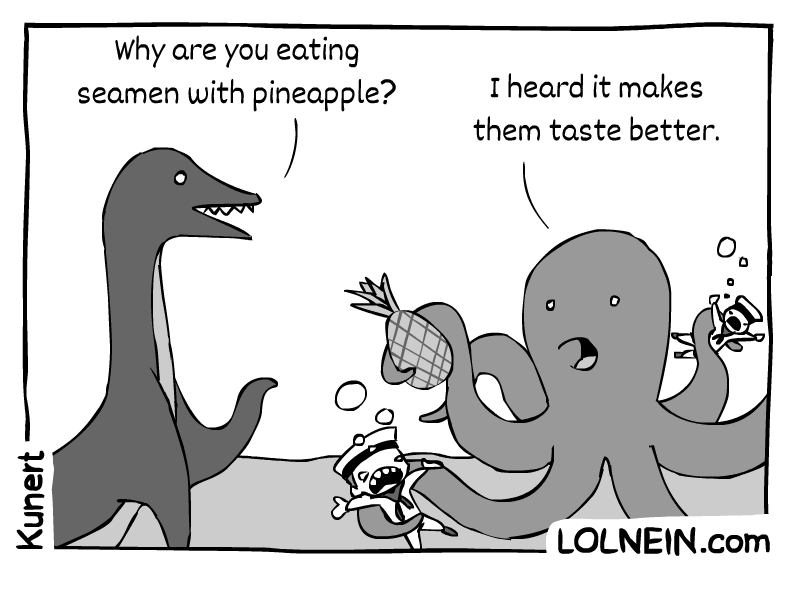 Why are you eating
seamen with pineapple?
I heard it makes
them taste better.
Kunert
LOLNEIN.com